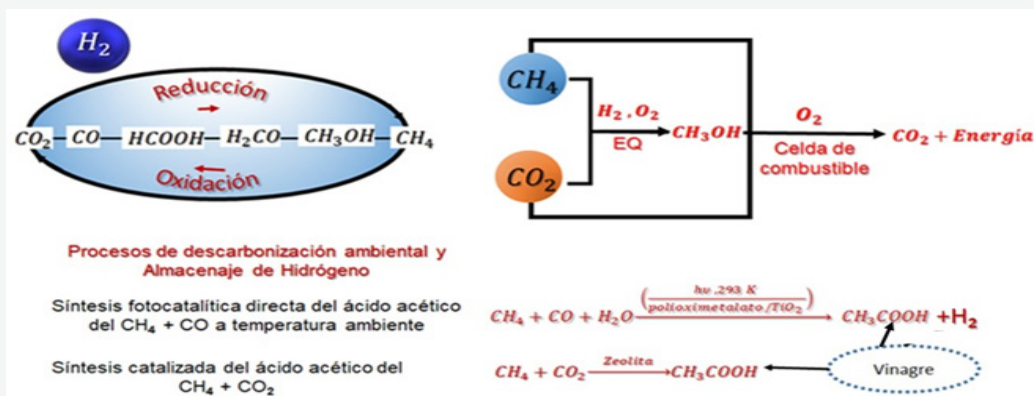 H₂
Reducción
CO₂—CO—HCOOH—H₂CO—CH₃OH—CH₄
Oxidación
CH₄
CO₂
H₂ . O₂
EQ
CH₃OH
O₂
Celda de
combustible
CO₂ + Energía
Procesos de descarbonización ambiental y
Almacenaje de Hidrógeno
Síntesis fotocatalítica directa del ácido acético
del CH₄ + CO a temperatura ambiente
CH₄ + CO + H₂O (hν ,293 K / polioximetalato/TiO₂) → CH₃COOH +H₂
Síntesis catalizada del ácido acético del
CH₄ + CO₂
CH₄ + CO₂ Zeolita→ CH₃COOH
Vinagre